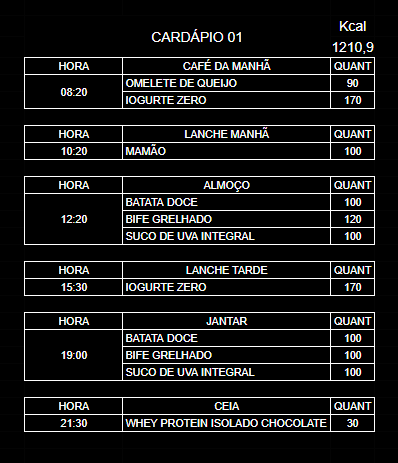 Kcal
CARDÁPIO 01
1210,9
HORA CAFÉ DA MANHÃ QUANT
08:20 OMELETE DE QUEIJO 90
IOGURTE ZERO 170
HORA LANCHE MANHÃ QUANT
10:20 MAMÃO 100
HORA ALMOÇO QUANT
BATATA DOCE 100
12:20 BIFE GRELHADO 120
SUCO DE UVA INTEGRAL 100
HORA LANCHE TARDE QUANT
15:30 IOGURTE ZERO 170
HORA JANTAR QUANT
BATATA DOCE 100
19:00 BIFE GRELHADO 100
SUCO DE UVA INTEGRAL 100
HORA CEIA QUANT
21:30 WHEY PROTEIN ISOLADO CHOCOLATE 30